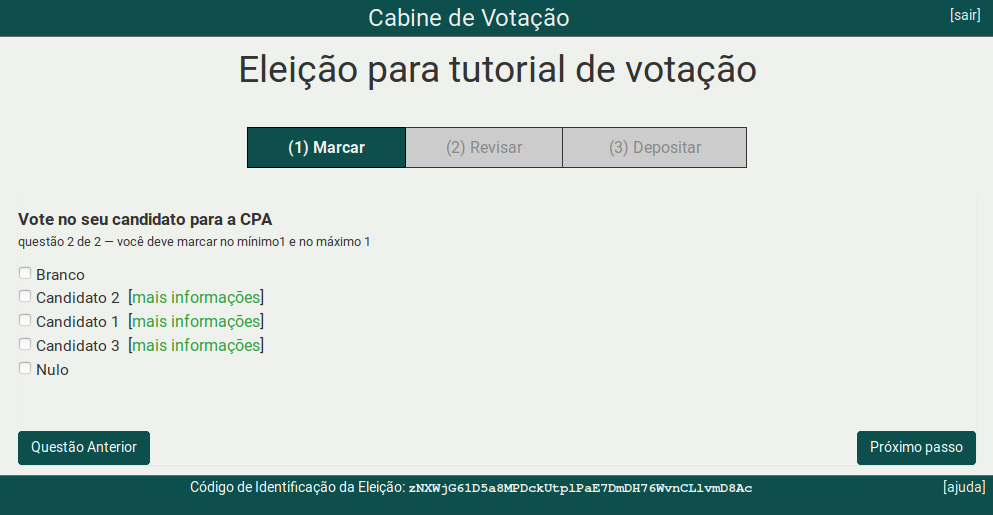 Cabine de Votação
[sair]
Eleição para tutorial de votação
(1) Marcar
(2) Revisar
(3) Depositar
Vote no seu candidato para a CPA
questão 2 de 2 — você deve marcar no mínimo1 e no máximo 1
Branco
Candidato 2 [mais informações]
Candidato 1 [mais informações]
Candidato 3 [mais informações]
Nulo
Questão Anterior
Próximo passo
Código de Identificação da Eleição: zNXWjG61D5a8MPDckUtplPaE7DmDH76WvnCLlvmD8Ac
[ajuda]